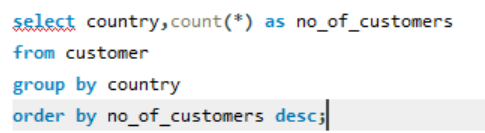 select country,count(*) as no_of_customers
from customer
group by country
order by no_of_customers desc;